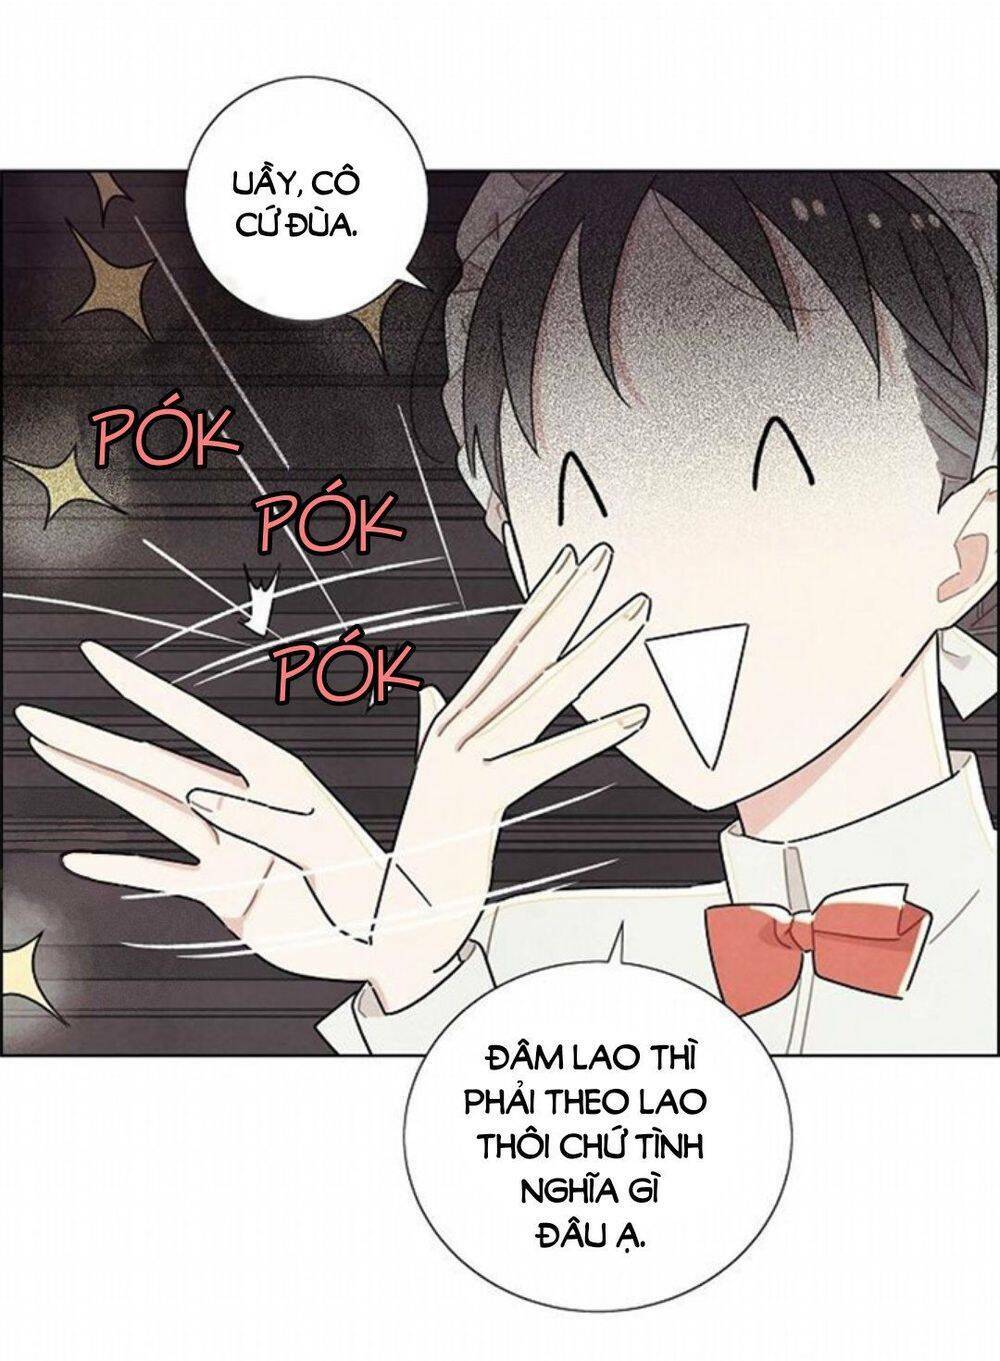 UẦY, CÔ
CỨ ĐÙA.
PÓK
PÓK
PÓK
ĐÂM LAO THÌ
PHẢI THEO LAO
THÔI CHỨ TÌNH
NGHĨA GÌ
ĐÂU Ạ.